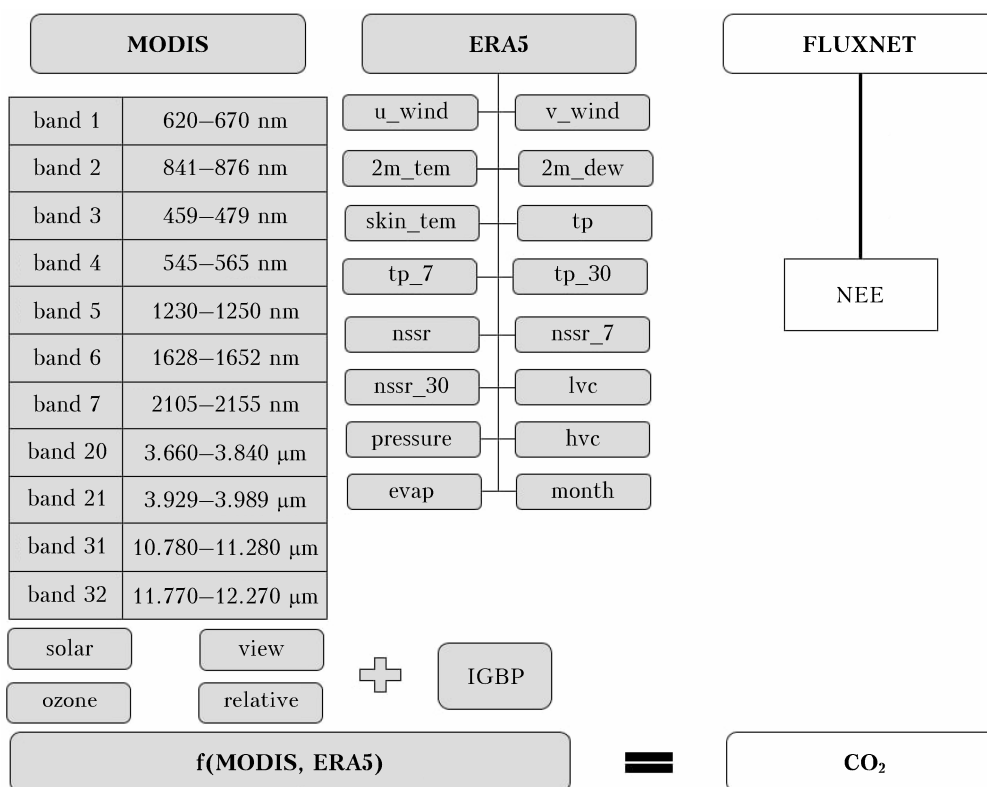 MODIS
band 1 620–670 nm
band 2 841–876 nm
band 3 459–479 nm
band 4 545–565 nm
band 5 1230–1250 nm
band 6 1628–1652 nm
band 7 2105–2155 nm
band 20 3.660–3.840 μm
band 21 3.929–3.989 μm
band 31 10.780–11.280 μm
band 32 11.770–12.270 μm
solar view
ozone relative
ERA5
u_wind v_wind
2m_tem 2m_dew
skin_tem tp
tp_7 tp_30
nssr nssr_7
nssr_30 lvc
pressure hvc
evap month
IGBP
FLUXNET
NEE
f(MODIS, ERA5) = CO₂